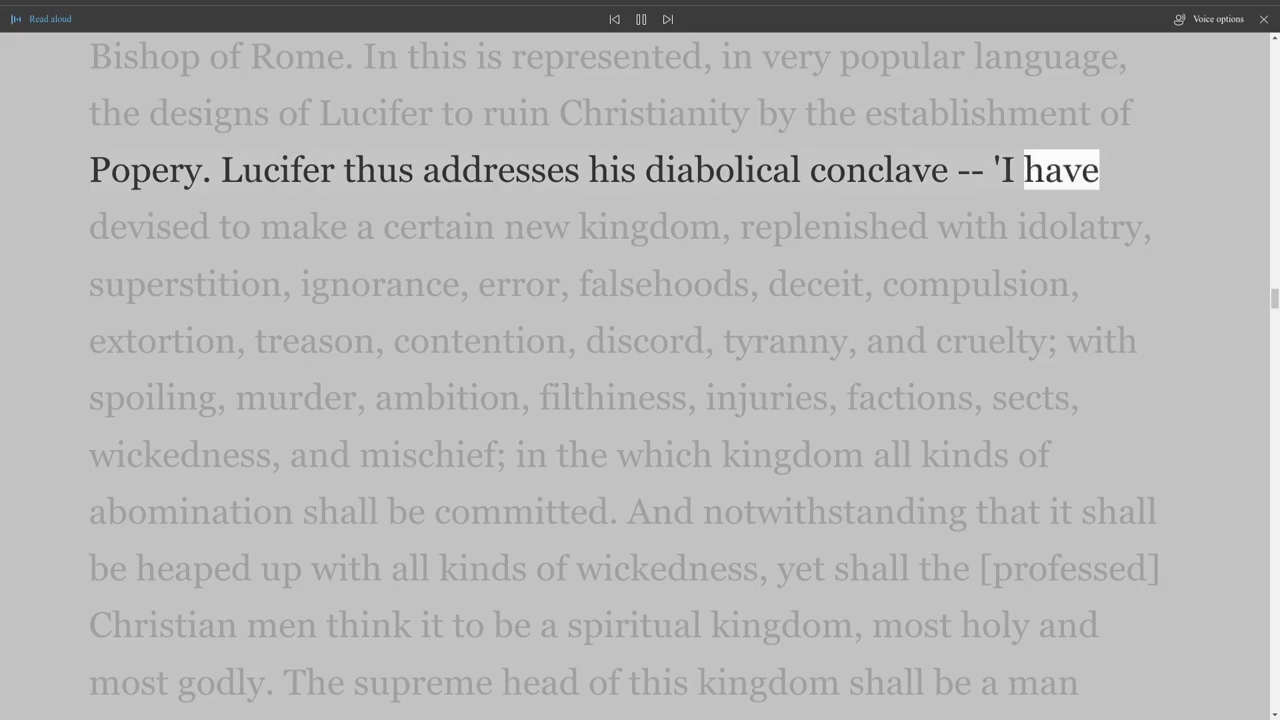 Read aloud
Voice options
Bishop of Rome. In this is represented, in very popular language,
the designs of Lucifer to ruin Christianity by the establishment of
Popery. Lucifer thus addresses his diabolical conclave -- 'I have
devised to make a certain new kingdom, replenished with idolatry,
superstition, ignorance, error, falsehoods, deceit, compulsion,
extortion, treason, contention, discord, tyranny, and cruelty; with
spoiling, murder, ambition, filthiness, injuries, factions, sects,
wickedness, and mischief; in the which kingdom all kinds of
abomination shall be committed. And notwithstanding that it shall
be heaped up with all kinds of wickedness, yet shall the [professed]
Christian men think it to be a spiritual kingdom, most holy and
most godly. The supreme head of this kingdom shall be a man